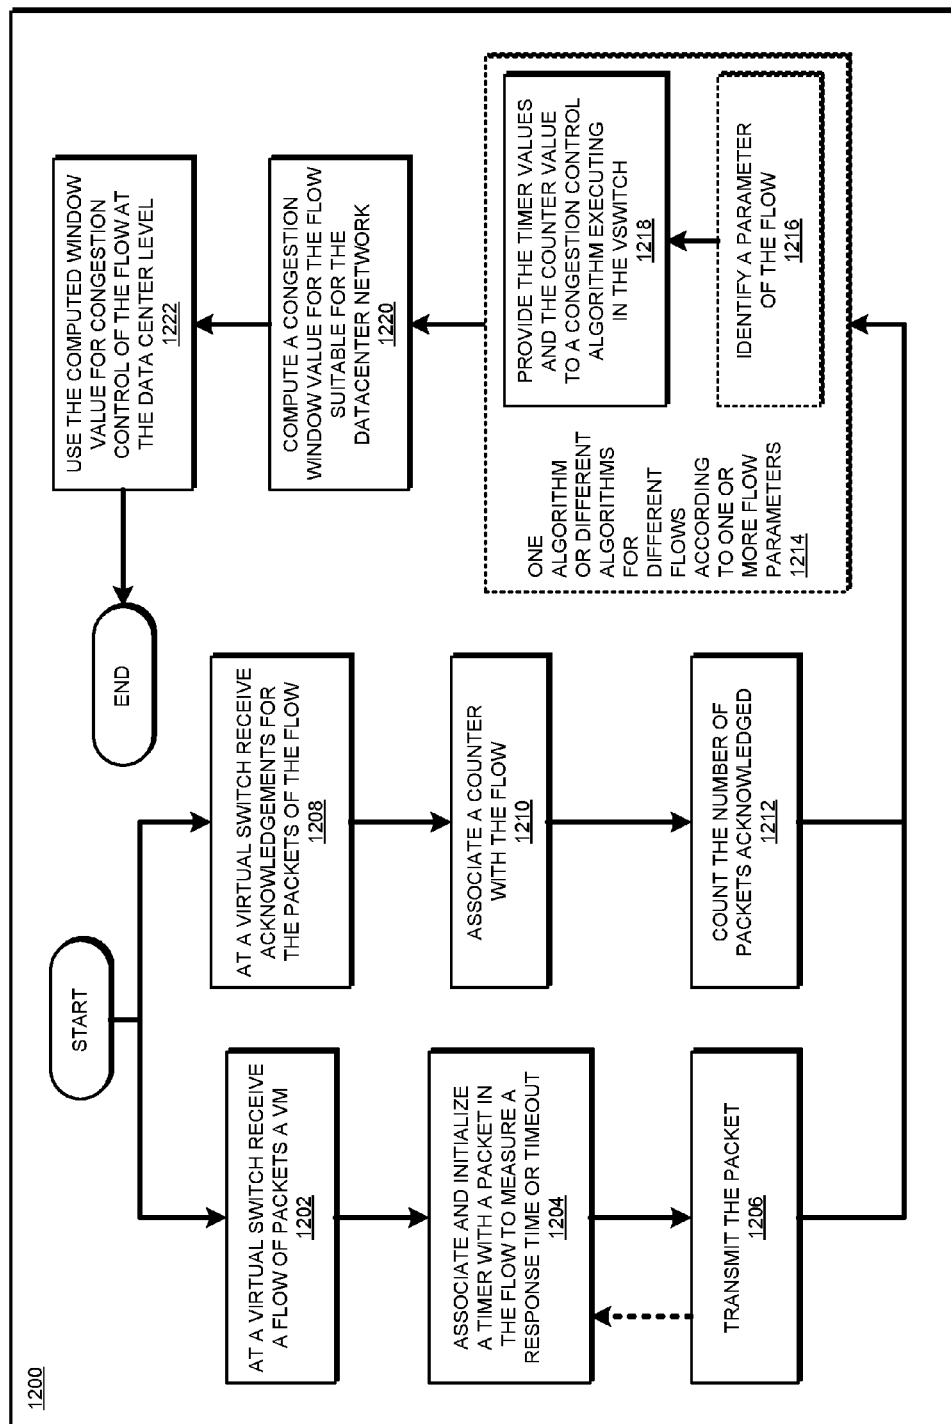 1200
START
AT A VIRTUAL SWITCH RECEIVE
A FLOW OF PACKETS A VM
1202
ASSOCIATE AND INITIALIZE
A TIMER WITH A PACKET IN
THE FLOW TO MEASURE A
RESPONSE TIME OR TIMEOUT
1204
TRANSMIT THE PACKET
1206
AT A VIRTUAL SWITCH RECEIVE
ACKNOWLEDGEMENTS FOR
THE PACKETS OF THE FLOW
1208
ASSOCIATE A COUNTER
WITH THE FLOW
1210
COUNT THE NUMBER OF
PACKETS ACKNOWLEDGED
1212
ONE
ALGORITHM
OR DIFFERENT
ALGORITHMS
FOR
DIFFERENT
FLOWS
ACCORDING
TO ONE OR
MORE FLOW
PARAMETERS
1214
IDENTIFY A PARAMETER
OF THE FLOW
1216
PROVIDE THE TIMER VALUES
AND THE COUNTER VALUE
TO A CONGESTION CONTROL
ALGORITHM EXECUTING
IN THE VSWITCH
1218
COMPUTE A CONGESTION
WINDOW VALUE FOR THE FLOW
SUITABLE FOR THE
DATACENTER NETWORK
1220
USE THE COMPUTED WINDOW
VALUE FOR CONGESTION
CONTROL OF THE FLOW AT
THE DATA CENTER LEVEL
1222
END